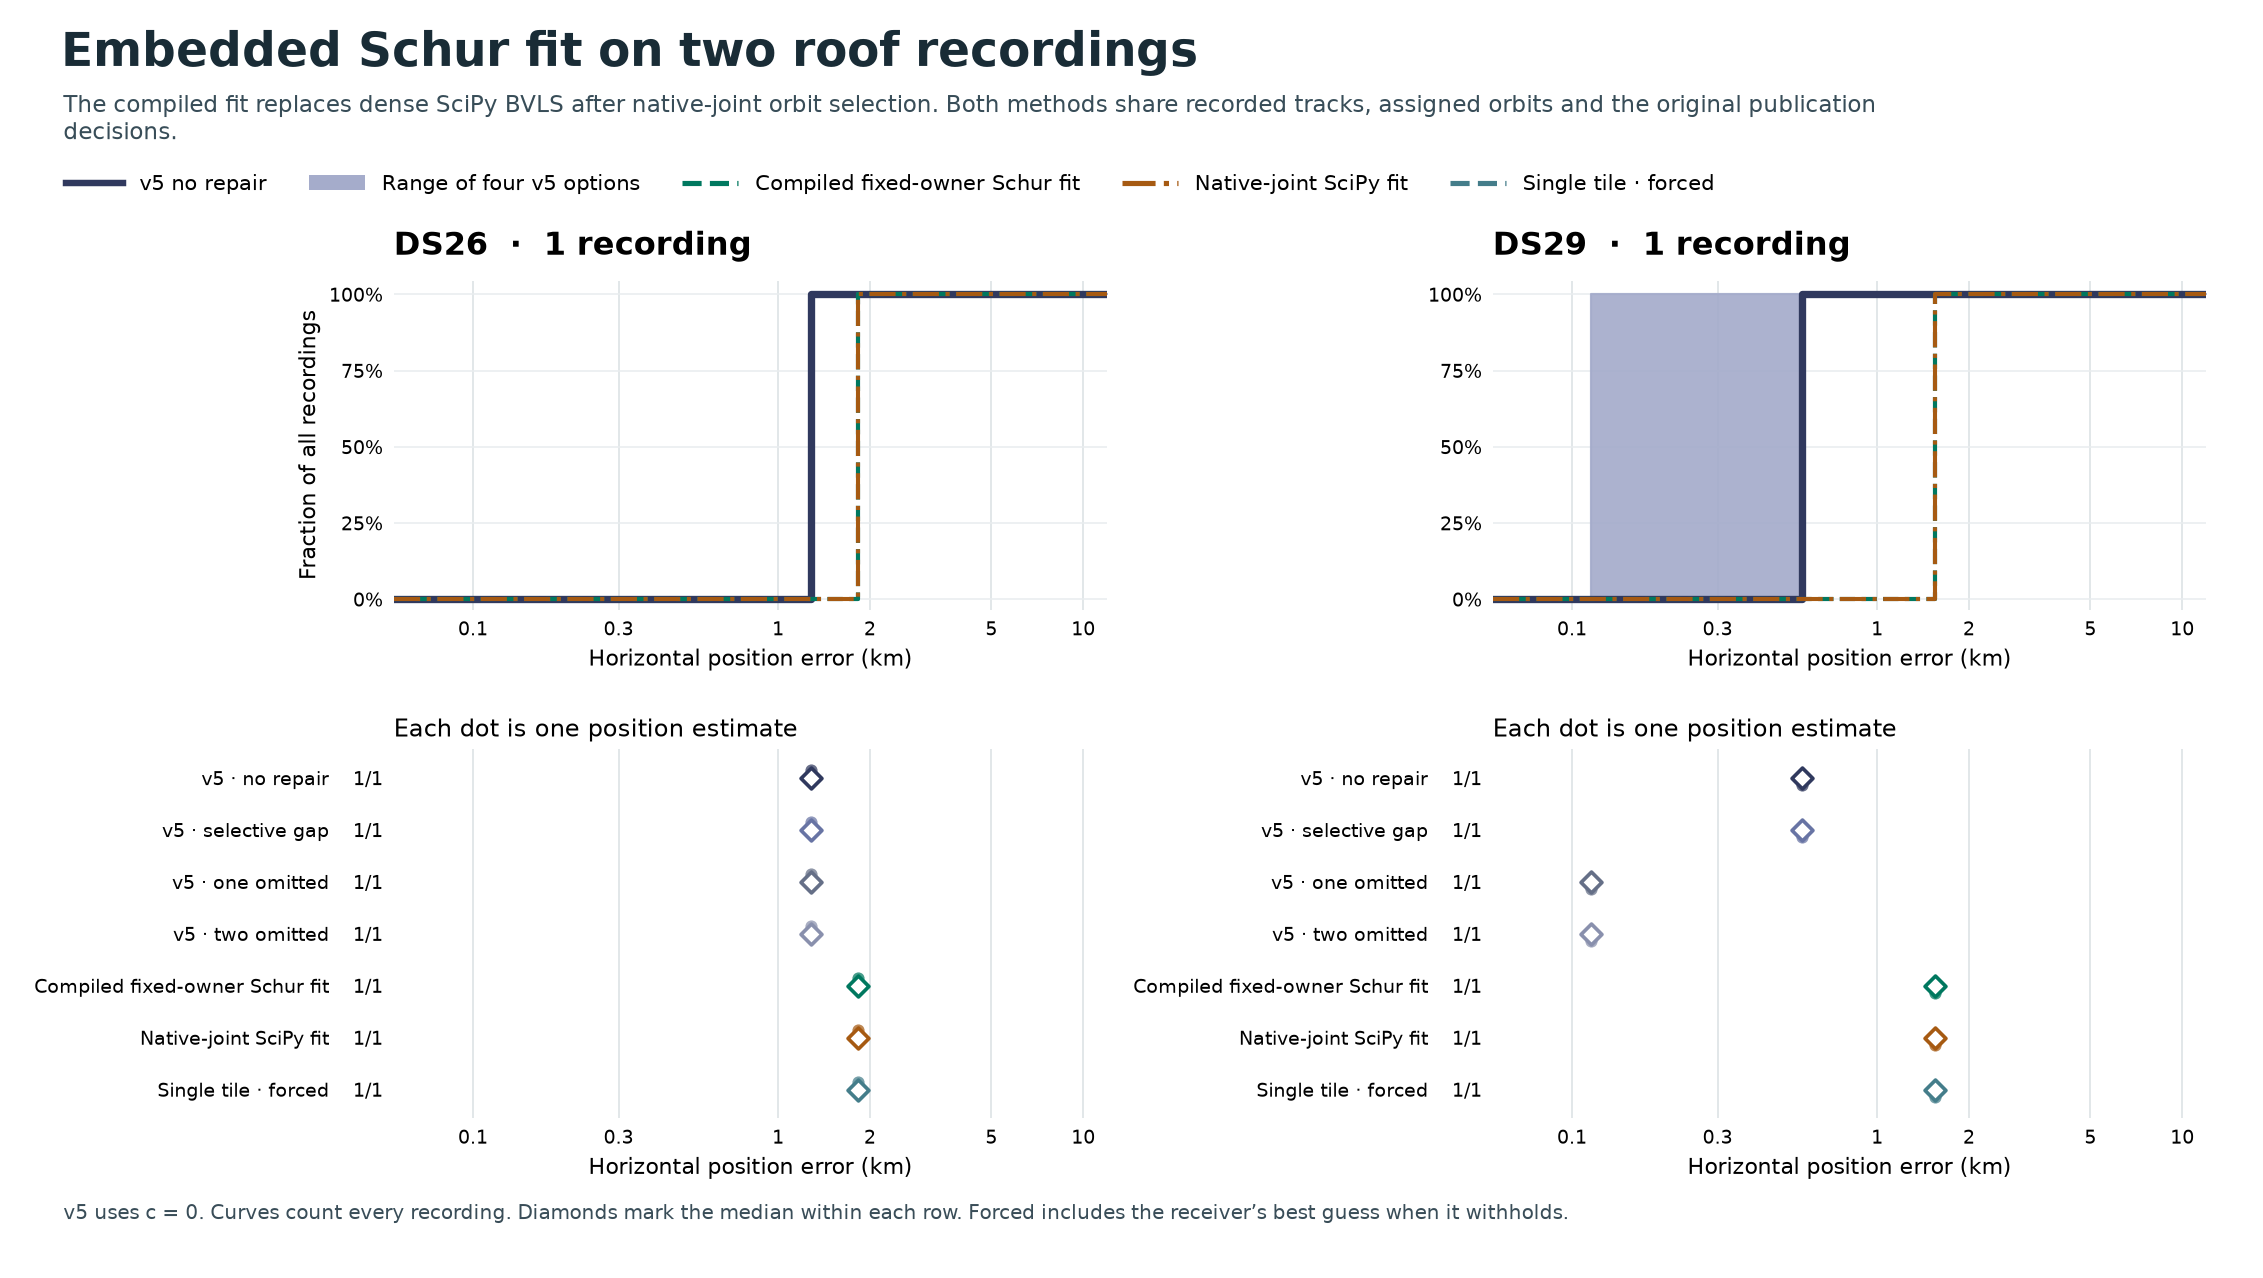 Embedded Schur fit on two roof recordings
The compiled fit replaces dense SciPy BVLS after native-joint orbit selection. Both methods share recorded tracks, assigned orbits and the original publication
decisions.
v5 no repair
Range of four v5 options
Compiled fixed-owner Schur fit
Native-joint SciPy fit
Single tile · forced
DS26 · 1 recording
Fraction of all recordings
100%
75%
50%
25%
0%
0.1 0.3 1 2 5 10
Horizontal position error (km)
DS29 · 1 recording
100%
75%
50%
25%
0%
0.1 0.3 1 2 5 10
Horizontal position error (km)
Each dot is one position estimate
v5 · no repair 1/1
v5 · selective gap 1/1
v5 · one omitted 1/1
v5 · two omitted 1/1
Compiled fixed-owner Schur fit 1/1
Native-joint SciPy fit 1/1
Single tile · forced 1/1
0.1 0.3 1 2 5 10
Horizontal position error (km)
Each dot is one position estimate
v5 · no repair 1/1
v5 · selective gap 1/1
v5 · one omitted 1/1
v5 · two omitted 1/1
Compiled fixed-owner Schur fit 1/1
Native-joint SciPy fit 1/1
Single tile · forced 1/1
0.1 0.3 1 2 5 10
Horizontal position error (km)
v5 uses c = 0. Curves count every recording. Diamonds mark the median within each row. Forced includes the receiver’s best guess when it withholds.